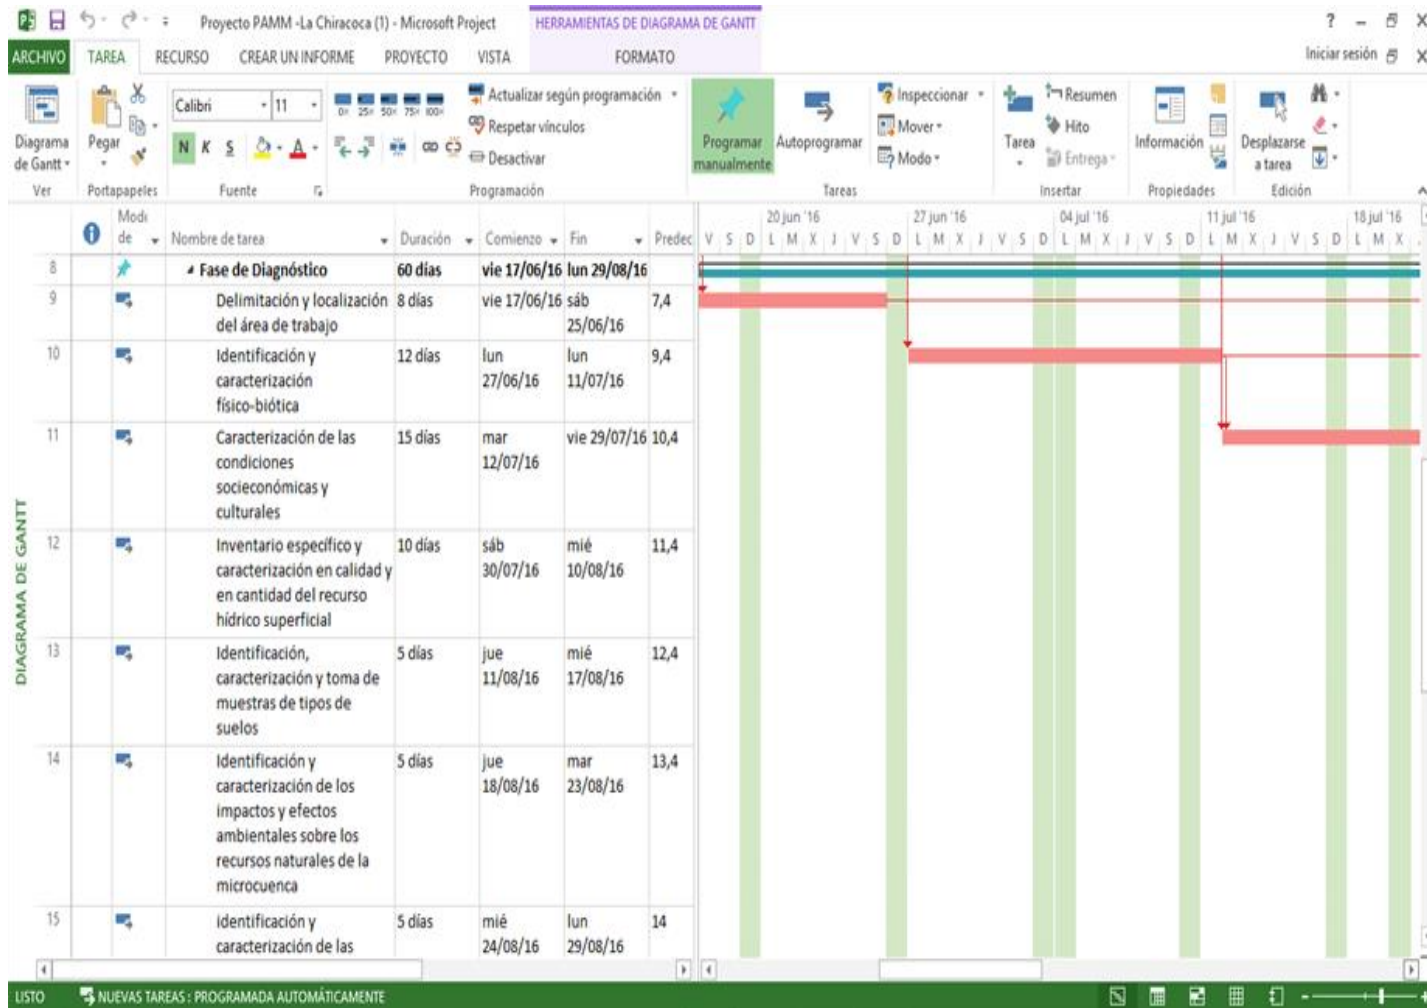 Proyecto PAMM -La Chiracoca (1) - Microsoft Project
HERRAMIENTAS DE DIAGRAMA DE GANTT
ARCHIVO TAREA RECURSO CREAR UN INFORME PROYECTO VISTA FORMATO Iniciar sesión
Diagrama de Gantt
Ver
Pegar
Portapapeles
Calibri 11
N K S
Fuente
0% 25% 50% 75% 100%
Actualizar según programación
Respetar vínculos
Desactivar
Programación
Programar manualmente
Autoprogramar
Inspeccionar
Mover
Modo
Tareas
Tarea
Resumen
Hito
Entrega
Insertar
Información
Propiedades
Desplazarse a tarea
Edición
Modo de Nombre de tarea Duración Comienzo Fin Predec
20 jun '16 27 jun '16 04 jul '16 11 jul '16 18 jul '16
V S D L M X J V S D L M X J V S D L M X J V S D L M X J V S D L M X
8 Fase de Diagnóstico 60 días vie 17/06/16 lun 29/08/16
9 Delimitación y localización 8 días vie 17/06/16 sáb 7,4
del área de trabajo 25/06/16
10 Identificación y 12 días lun lun 9,4
caracterización 27/06/16 11/07/16
físico-biótica
11 Caracterización de las 15 días mar vie 29/07/16 10,4
condiciones 12/07/16
socieconómicas y
culturales
12 Inventario específico y 10 días sáb mié 11,4
caracterización en calidad y 30/07/16 10/08/16
en cantidad del recurso
hídrico superficial
13 Identificación, 5 días jue mié 12,4
caracterización y toma de 11/08/16 17/08/16
muestras de tipos de
suelos
14 Identificación y 5 días jue mar 13,4
caracterización de los 18/08/16 23/08/16
impactos y efectos
ambientales sobre los
recursos naturales de la
microcuenca
15 identificación y 5 días mié lun 14
caracterización de las 24/08/16 29/08/16
DIAGRAMA DE GANTT
LISTO NUEVAS TAREAS : PROGRAMADA AUTOMÁTICAMENTE